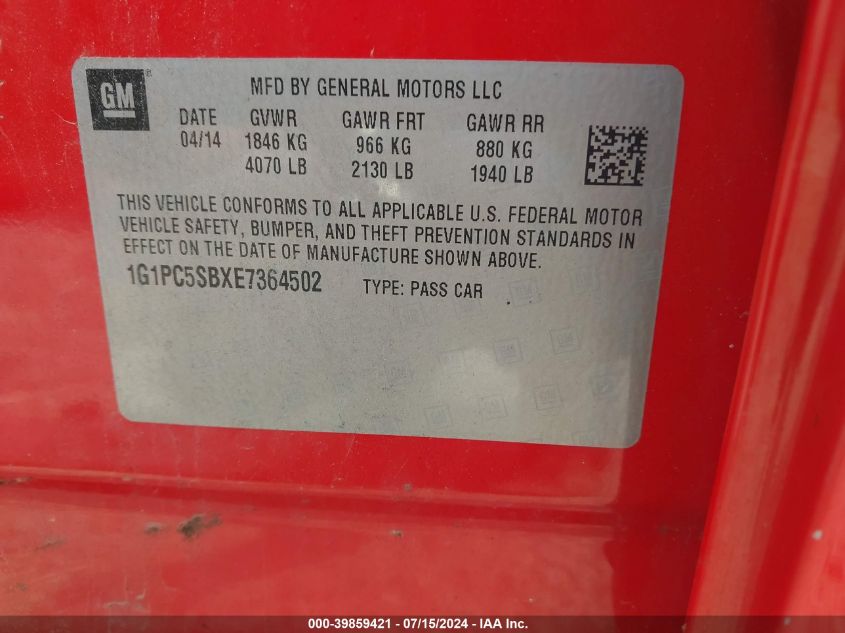 GM
MFD BY GENERAL MOTORS LLC
DATE GVWR GAWR FRT GAWR RR
04/14 1846 KG 966 KG 880 KG
4070 LB 2130 LB 1940 LB
THIS VEHICLE CONFORMS TO ALL APPLICABLE U.S. FEDERAL MOTOR
VEHICLE SAFETY, BUMPER, AND THEFT PREVENTION STANDARDS IN
EFFECT ON THE DATE OF MANUFACTURE SHOWN ABOVE.
1G1PC5SBXE7364502 TYPE: PASS CAR
000-39859421 - 07/15/2024 - IAA Inc.